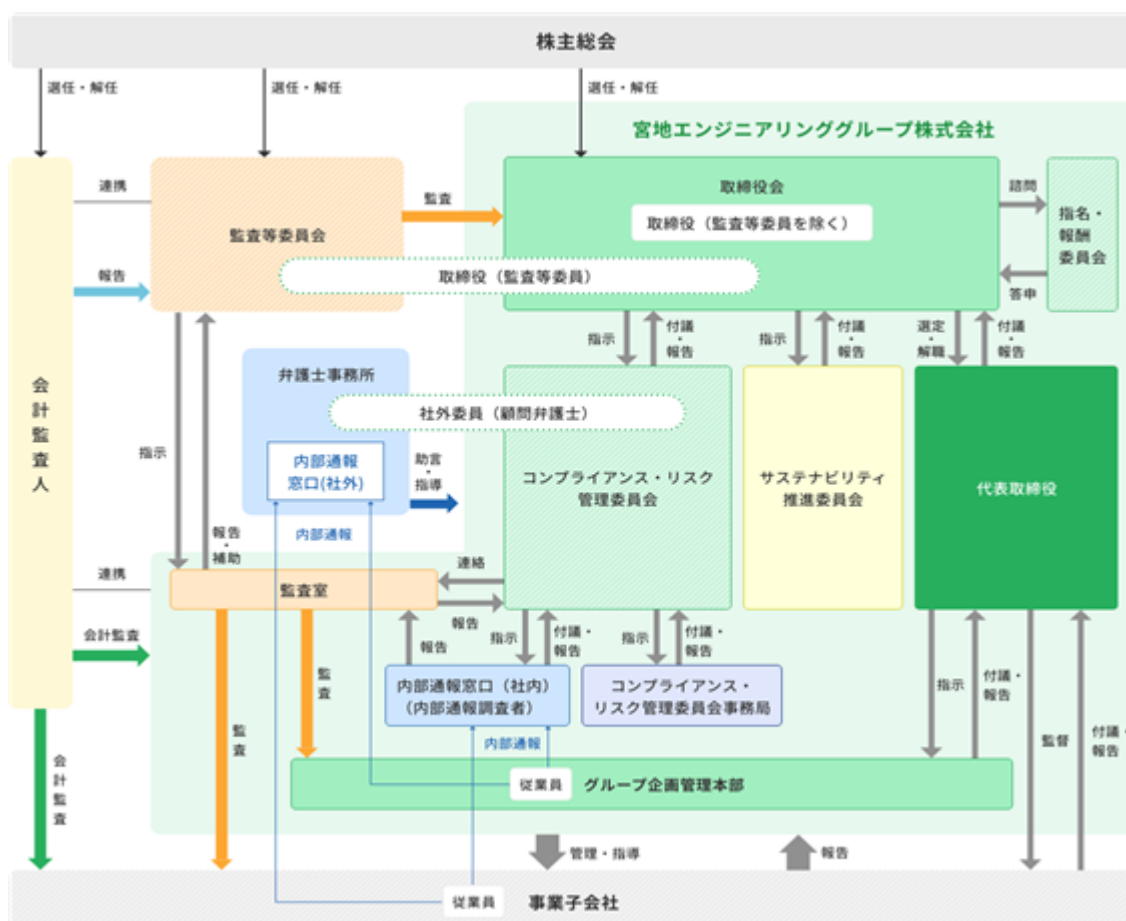 株主総会
選任・解任
選任・解任
選任・解任
宮地エンジニアリンググループ株式会社
連携
監査等委員会
監査
取締役会
取締役（監査等委員を除く）
諮問
指名・
報酬
委員会
答申
報告
取締役（監査等委員）
会計監査人
指示
報告
・
補助
弁護士事務所
社外委員（顧問弁護士）
内部通報
窓口(社外)
助言
・
指導
内部通報
指示
付議
・
報告
指示
付議
・
報告
選定
・
解職
付議
・
報告
コンプライアンス・リスク
管理委員会
サステナビリティ
推進委員会
代表取締役
連携
監査室
連絡
報告
会計監査
報告
指示
付議・
報告
指示
付議・
報告
監査
監査
内部通報窓口（社内）
（内部通報調査者）
コンプライアンス・
リスク管理委員会事務局
指示
付議・
報告
監督
付議・
報告
内部通報
従業員
グループ企画管理本部
会計監査
管理・指導
報告
従業員
事業子会社